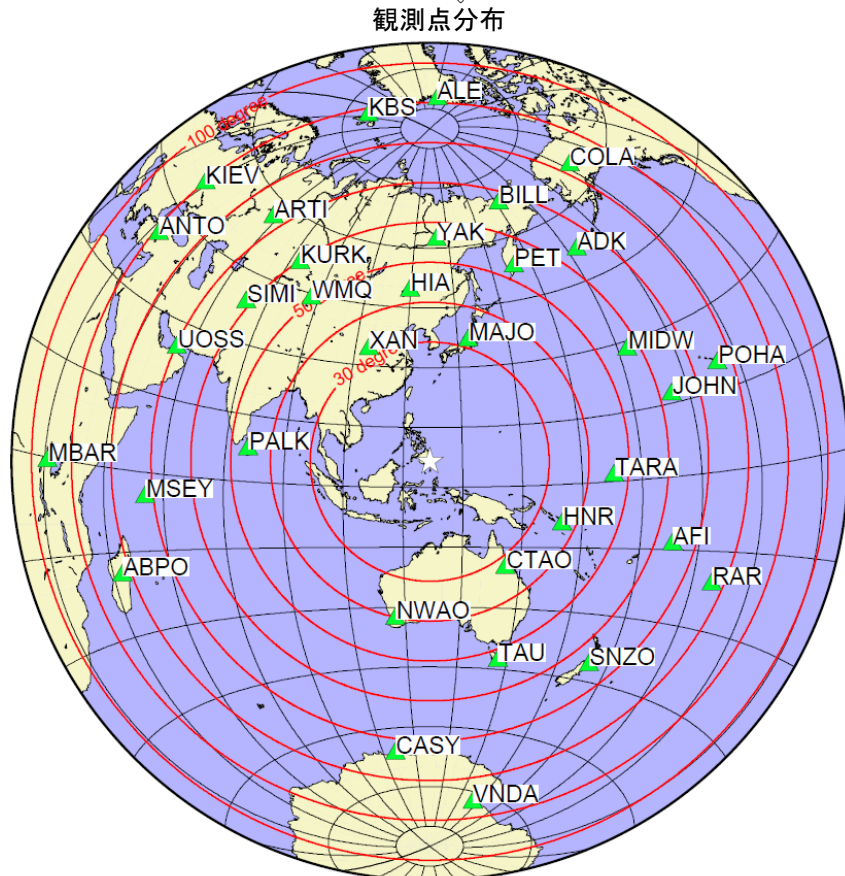 観測点分布
ALE
KBS
100 degree
COLA
KIEV
BILL
ARTI
ANTO
YAK
ADK
KURK
PET
HIA
WMQ
SIMI
50 degree
MAJO
UOSS
XAN
MIDW
POHA
30 degree
JOHN
PALK
MBAR
TARA
MSEY
HNR
AFI
CTAO
ABPO
RAR
NWAO
TAU
SNZO
CASY
VNDA